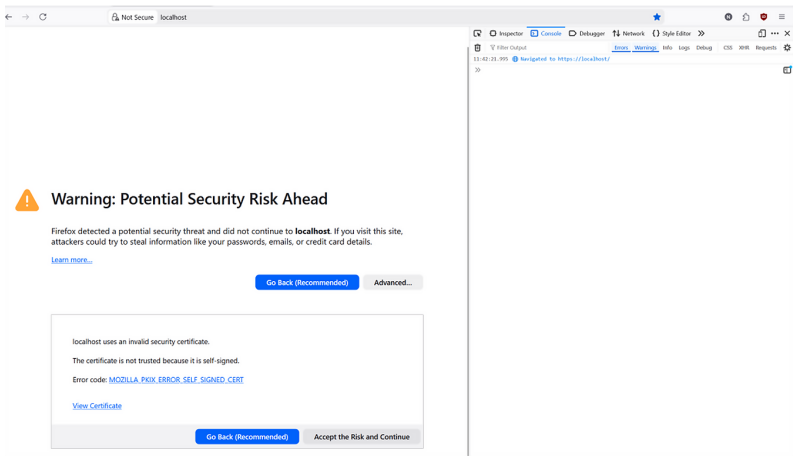 Not Secure localhost
Inspector Console Debugger Network Style Editor
Filter Output Errors Warnings Info Logs Debug CSS XHR Requests
13:42:21.995 Navigated to https://localhost/
Warning: Potential Security Risk Ahead
Firefox detected a potential security threat and did not continue to localhost. If you visit this site,
attackers could try to steal information like your passwords, emails, or credit card details.
Learn more...
Go Back (Recommended) Advanced...
localhost uses an invalid security certificate.
The certificate is not trusted because it is self-signed.
Error code: MOZILLA_PKIX_ERROR_SELF_SIGNED_CERT
View Certificate
Go Back (Recommended) Accept the Risk and Continue